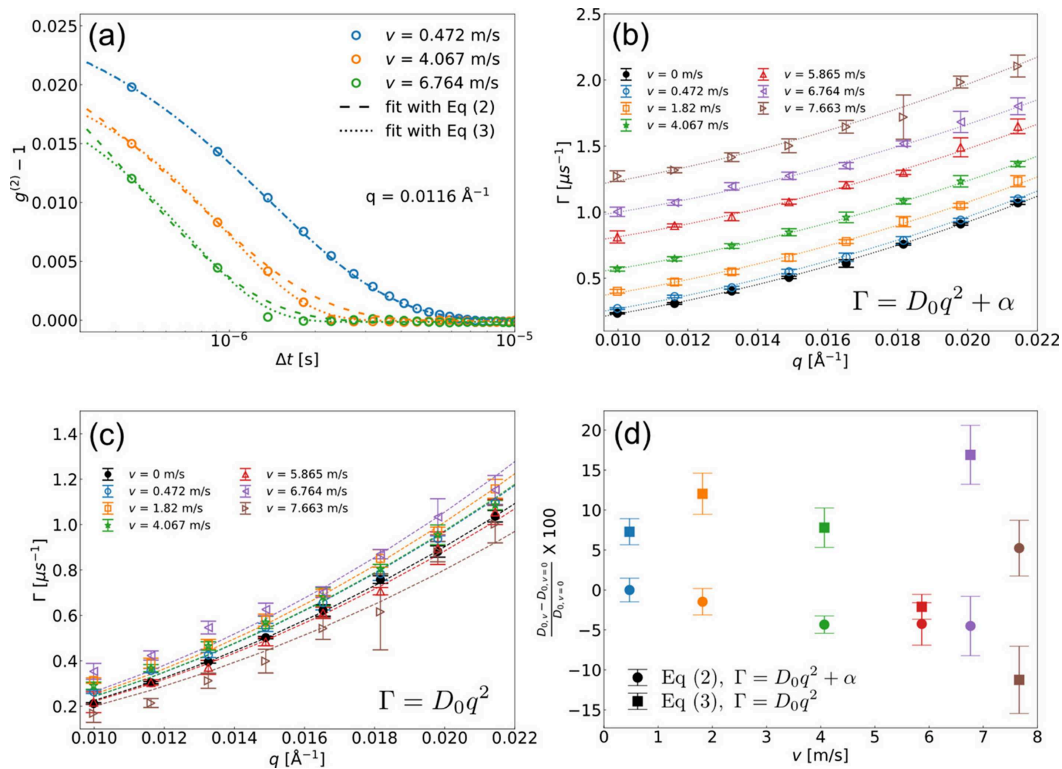 (a)
v = 0.472 m/s
v = 4.067 m/s
v = 6.764 m/s
fit with Eq (2)
fit with Eq (3)
q = 0.0116 Å⁻¹
g⁽²⁾ − 1
0.025
0.020
0.015
0.010
0.005
0.000
10⁻⁶
10⁻⁵
Δt [s]
(b)
v = 0 m/s
v = 0.472 m/s
v = 1.82 m/s
v = 4.067 m/s
v = 5.865 m/s
v = 6.764 m/s
v = 7.663 m/s
Γ = D₀q² + α
Γ [μs⁻¹]
2.5
2.0
1.5
1.0
0.5
0.010 0.012 0.014 0.016 0.018 0.020 0.022
q [Å⁻¹]
(c)
v = 0 m/s
v = 0.472 m/s
v = 1.82 m/s
v = 4.067 m/s
v = 5.865 m/s
v = 6.764 m/s
v = 7.663 m/s
Γ = D₀q²
Γ [μs⁻¹]
1.4
1.2
1.0
0.8
0.6
0.4
0.2
0.010 0.012 0.014 0.016 0.018 0.020 0.022
q [Å⁻¹]
(d)
(D₀,ᵥ − D₀,ᵥ₌₀) / D₀,ᵥ₌₀ X 100
20
15
10
5
0
−5
−10
−15
Eq (2), Γ = D₀q² + α
Eq (3), Γ = D₀q²
0 1 2 3 4 5 6 7 8
v [m/s]